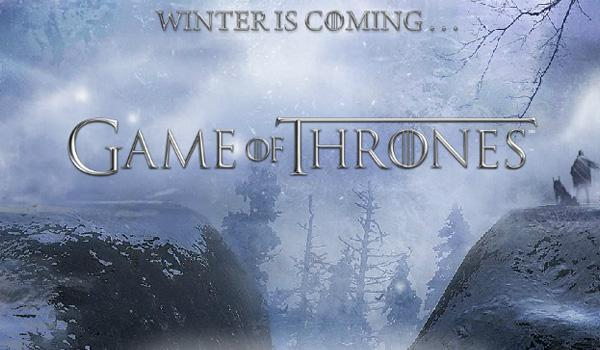 WINTER IS COMING . . .
GAME OF THRONES